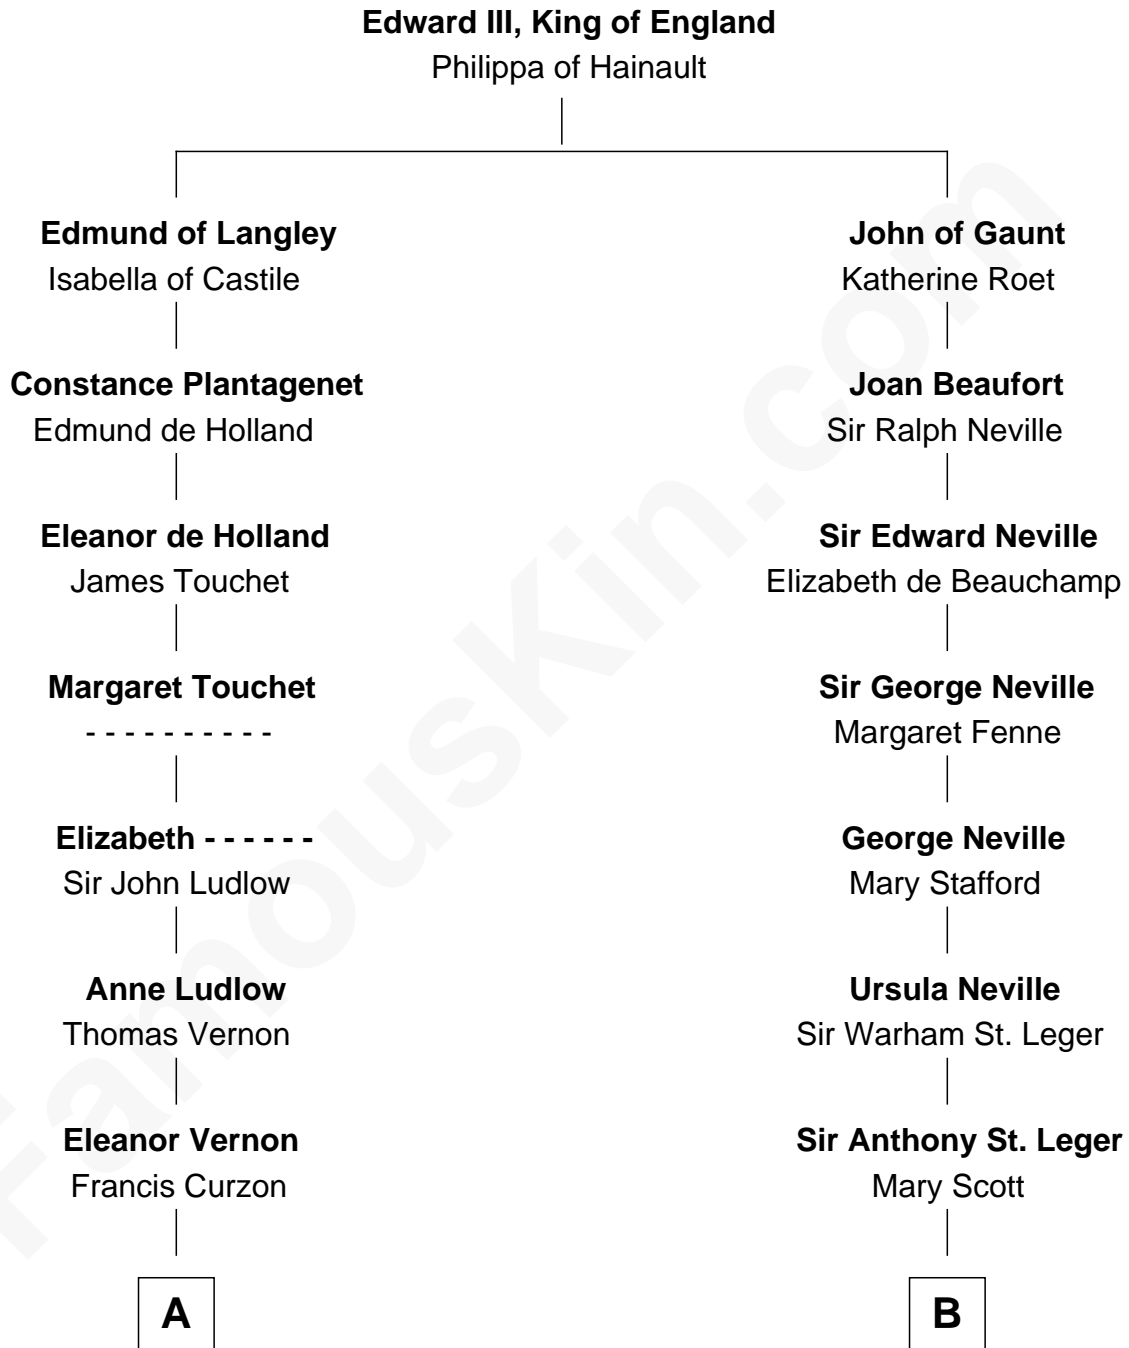 Edward III, King of England
Philippa of Hainault
Edmund of Langley
Isabella of Castile
John of Gaunt
Katherine Roet
Constance Plantagenet
Edmund de Holland
Joan Beaufort
Sir Ralph Neville
Eleanor de Holland
James Touchet
Sir Edward Neville
Elizabeth de Beauchamp
Margaret Touchet
- - - - - - - - - -
Sir George Neville
Margaret Fenne
Elizabeth - - - - - -
Sir John Ludlow
George Neville
Mary Stafford
Anne Ludlow
Thomas Vernon
Ursula Neville
Sir Warham St. Leger
Eleanor Vernon
Francis Curzon
Sir Anthony St. Leger
Mary Scott
A
B
FamousKin.com